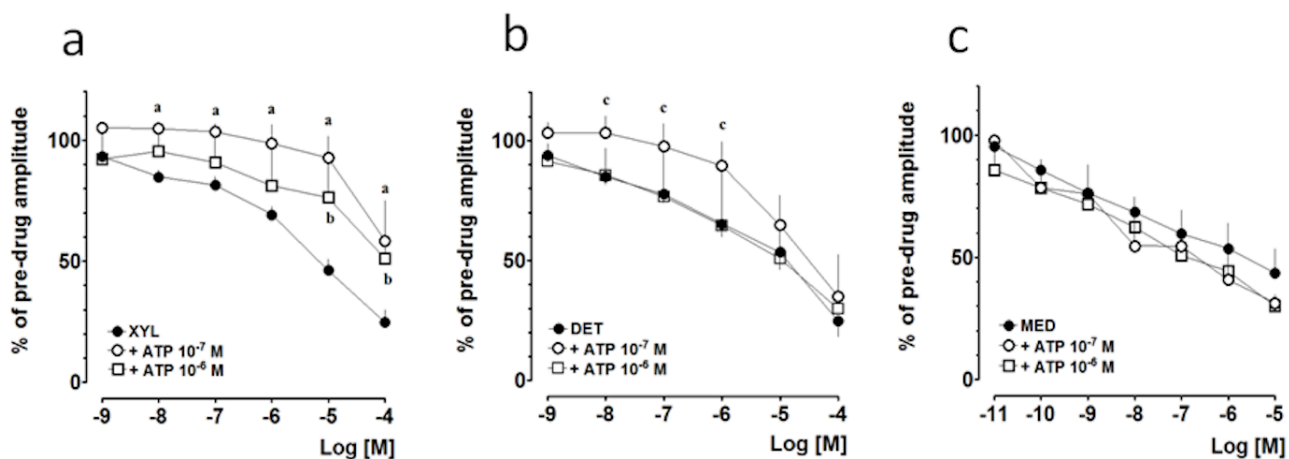 a
% of pre-drug amplitude
100
50
0
a a a a a
b
b
XYL
+ ATP 10⁻⁷ M
+ ATP 10⁻⁶ M
-9 -8 -7 -6 -5 -4
Log [M]
b
% of pre-drug amplitude
100
50
0
c c c
DET
+ ATP 10⁻⁷ M
+ ATP 10⁻⁶ M
-9 -8 -7 -6 -5 -4
Log [M]
c
% of pre-drug amplitude
100
50
0
MED
+ ATP 10⁻⁷ M
+ ATP 10⁻⁶ M
-11 -10 -9 -8 -7 -6 -5
Log [M]